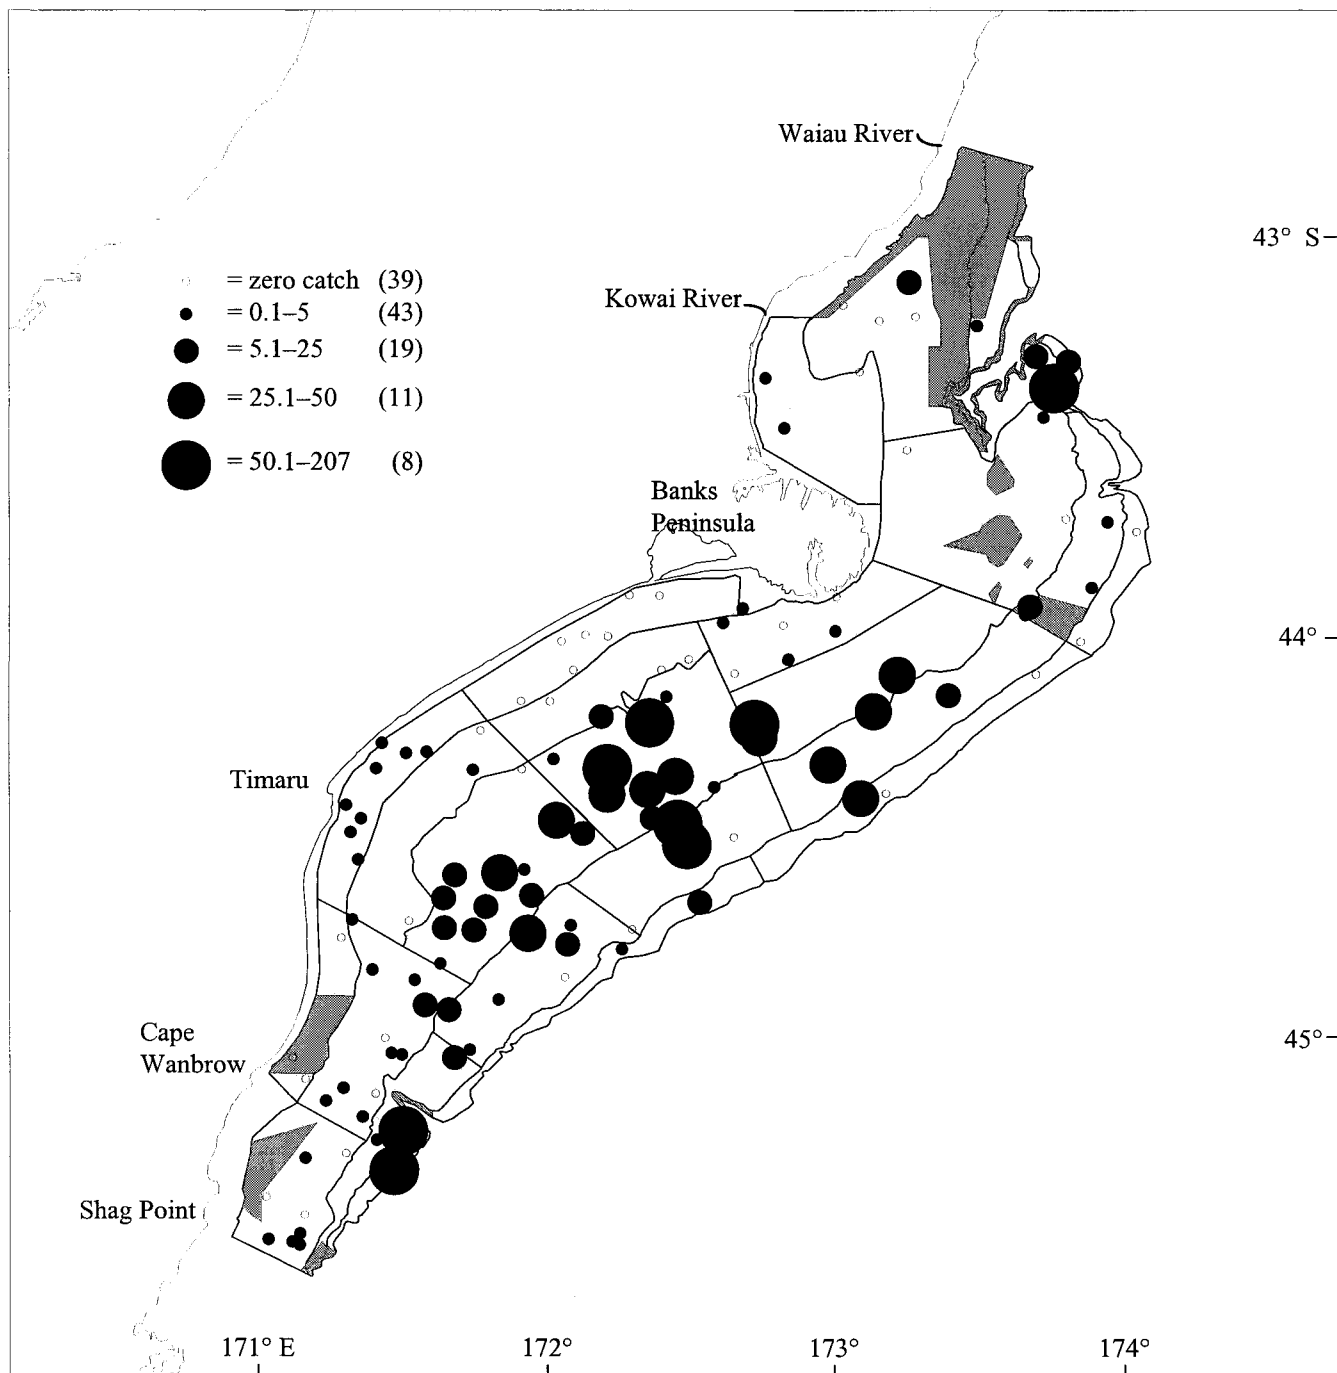 Waiau River
43° S
= zero catch (39)
= 0.1–5 (43)
Kowai River
= 5.1–25 (19)
= 25.1–50 (11)
= 50.1–207 (8)
Banks
Peninsula
44°
Timaru
Cape
Wanbrow
45°
Shag Point
171° E 172° 173° 174°